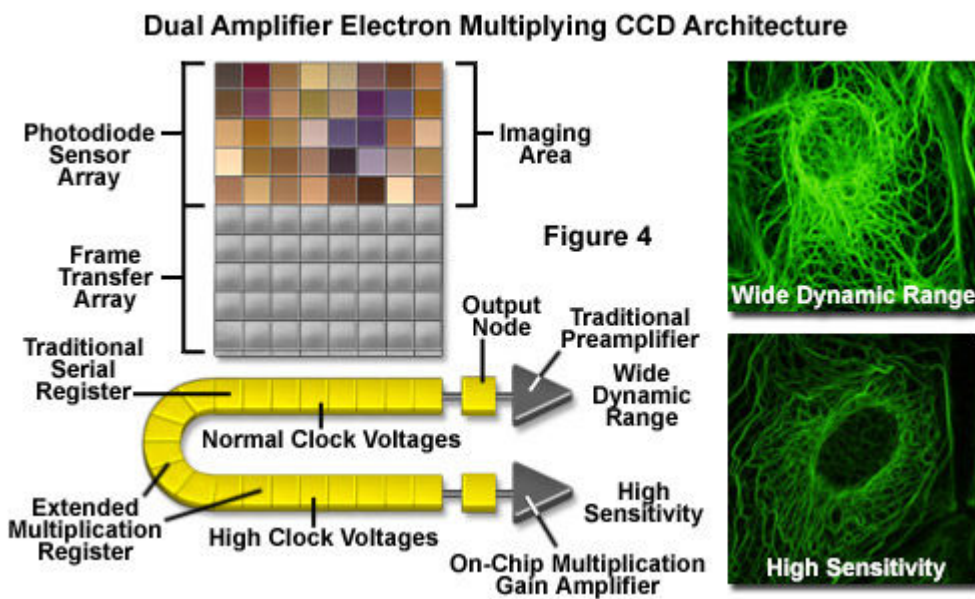 Dual Amplifier Electron Multiplying CCD Architecture
Photodiode
Sensor
Array
Imaging
Area
Frame
Transfer
Array
Figure 4
Wide Dynamic Range
Output
Node
Traditional
Preamplifier
Traditional
Serial
Register
Wide
Dynamic
Range
Normal Clock Voltages
Extended
Multiplication
Register
High Clock Voltages
High
Sensitivity
On-Chip Multiplication
Gain Amplifier
High Sensitivity